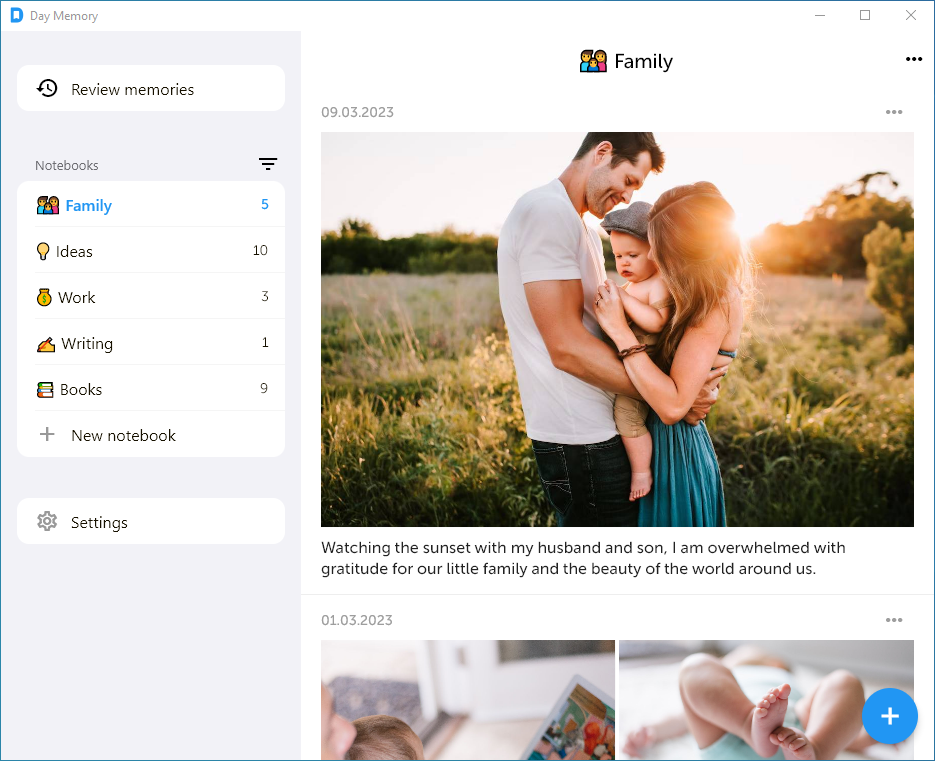 Day Memory
Review memories
Notebooks
Family 5
Ideas 10
Work 3
Writing 1
Books 9
New notebook
Settings
Family
09.03.2023
Watching the sunset with my husband and son, I am overwhelmed with
gratitude for our little family and the beauty of the world around us.
01.03.2023